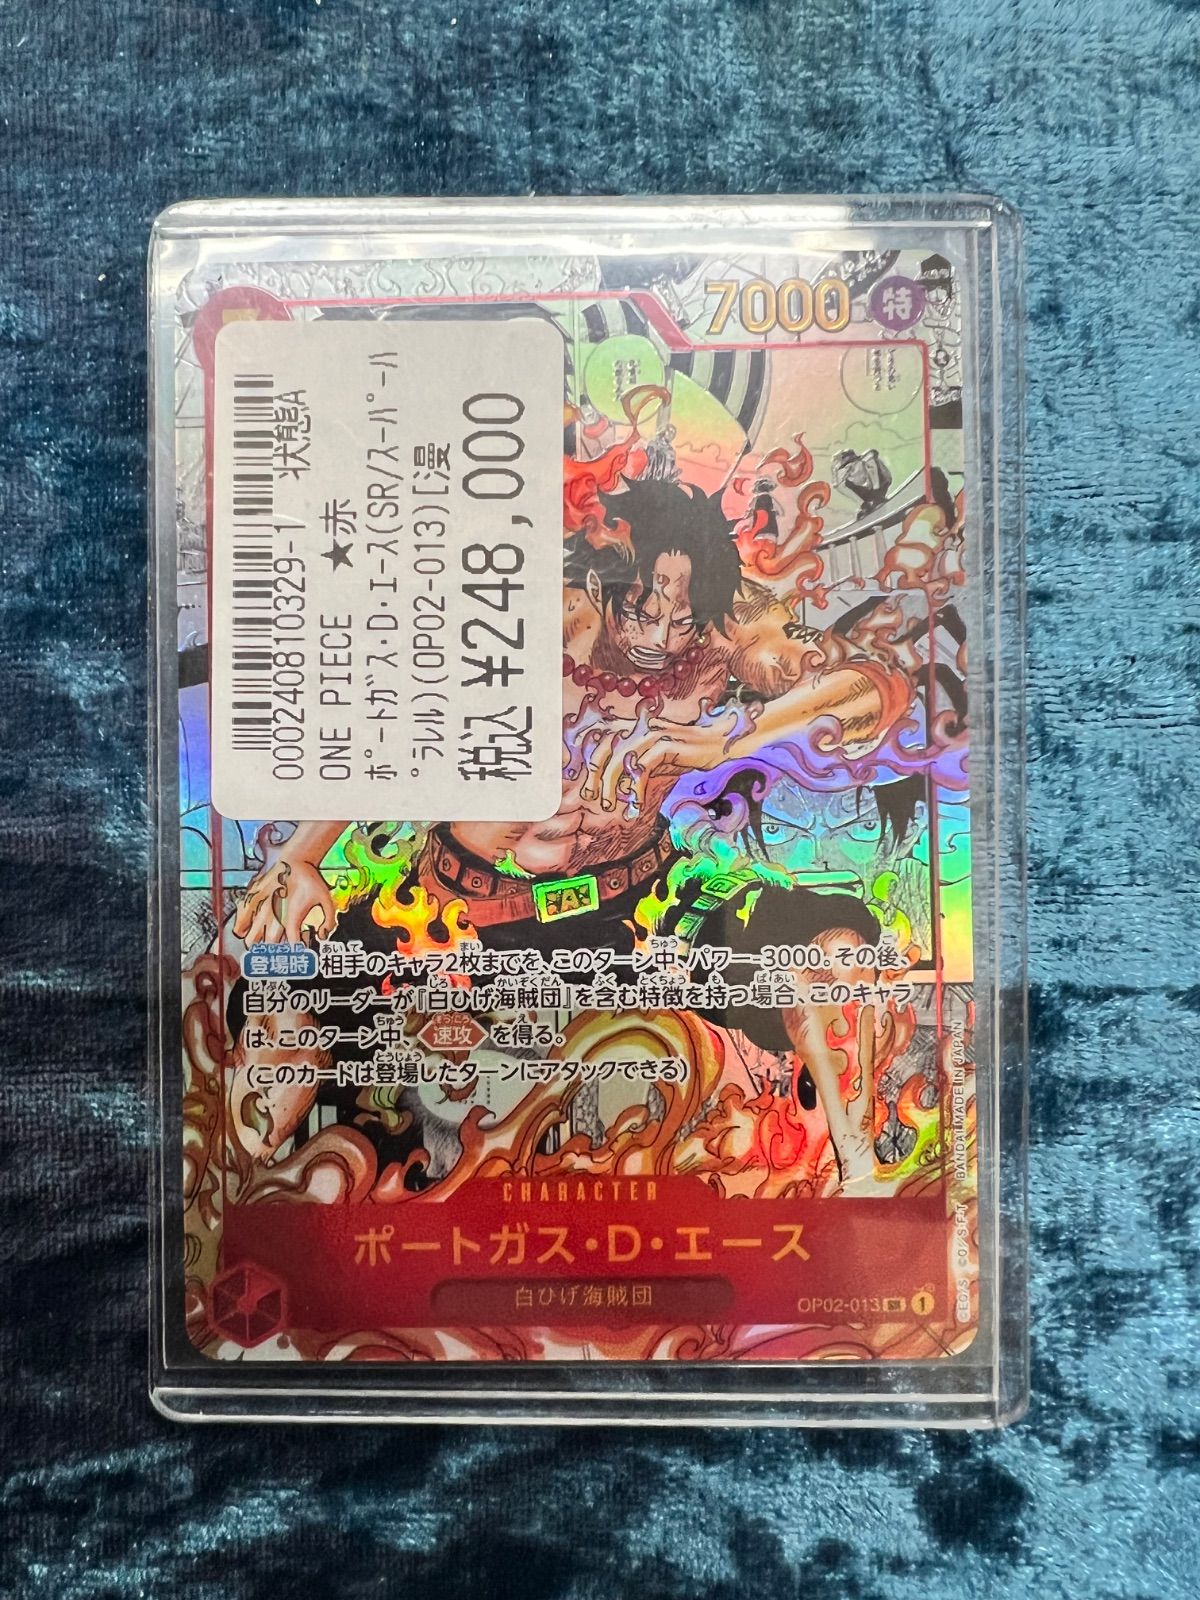 7000 特
0002408810329-1 状態A
ONE PIECE ★赤
ﾎﾟｰﾄｶﾞｽ･D･ｴｰｽ(SR/ｽｰﾊﾟｰﾊ
ﾟﾗﾚﾙ)(OP02-013)[漫
税込 ¥248,000
登場時 相手のキャラ2枚までを、このターン中、パワー-3000。その後、
自分のリーダーが『白ひげ海賊団』を含む特徴を持つ場合、このキャラ
は、このターン中、速攻を得る。
(このカードは登場したターンにアタックできる)
CHARACTER
ポートガス・D・エース
白ひげ海賊団
OP02-013 SR 1
BANDAI MADE IN JAPAN